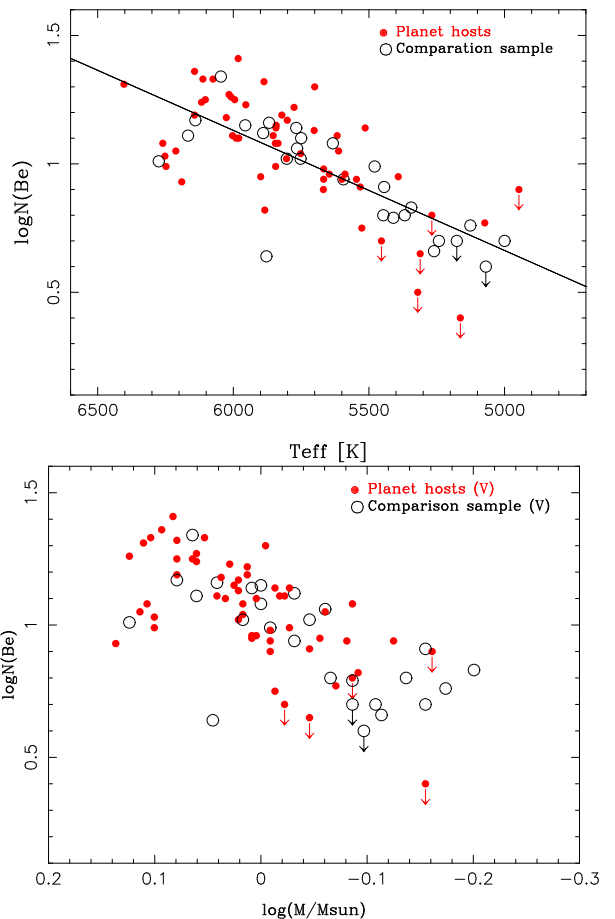 1.5
1
0.5
logN(Be)
Planet hosts
Comparation sample
6500 6000 5500 5000
Teff [K]
1.5
1
0.5
logN(Be)
Planet hosts (V)
Comparison sample (V)
0.2 0.1 0 −0.1 −0.2 −0.3
log(M/Msun)